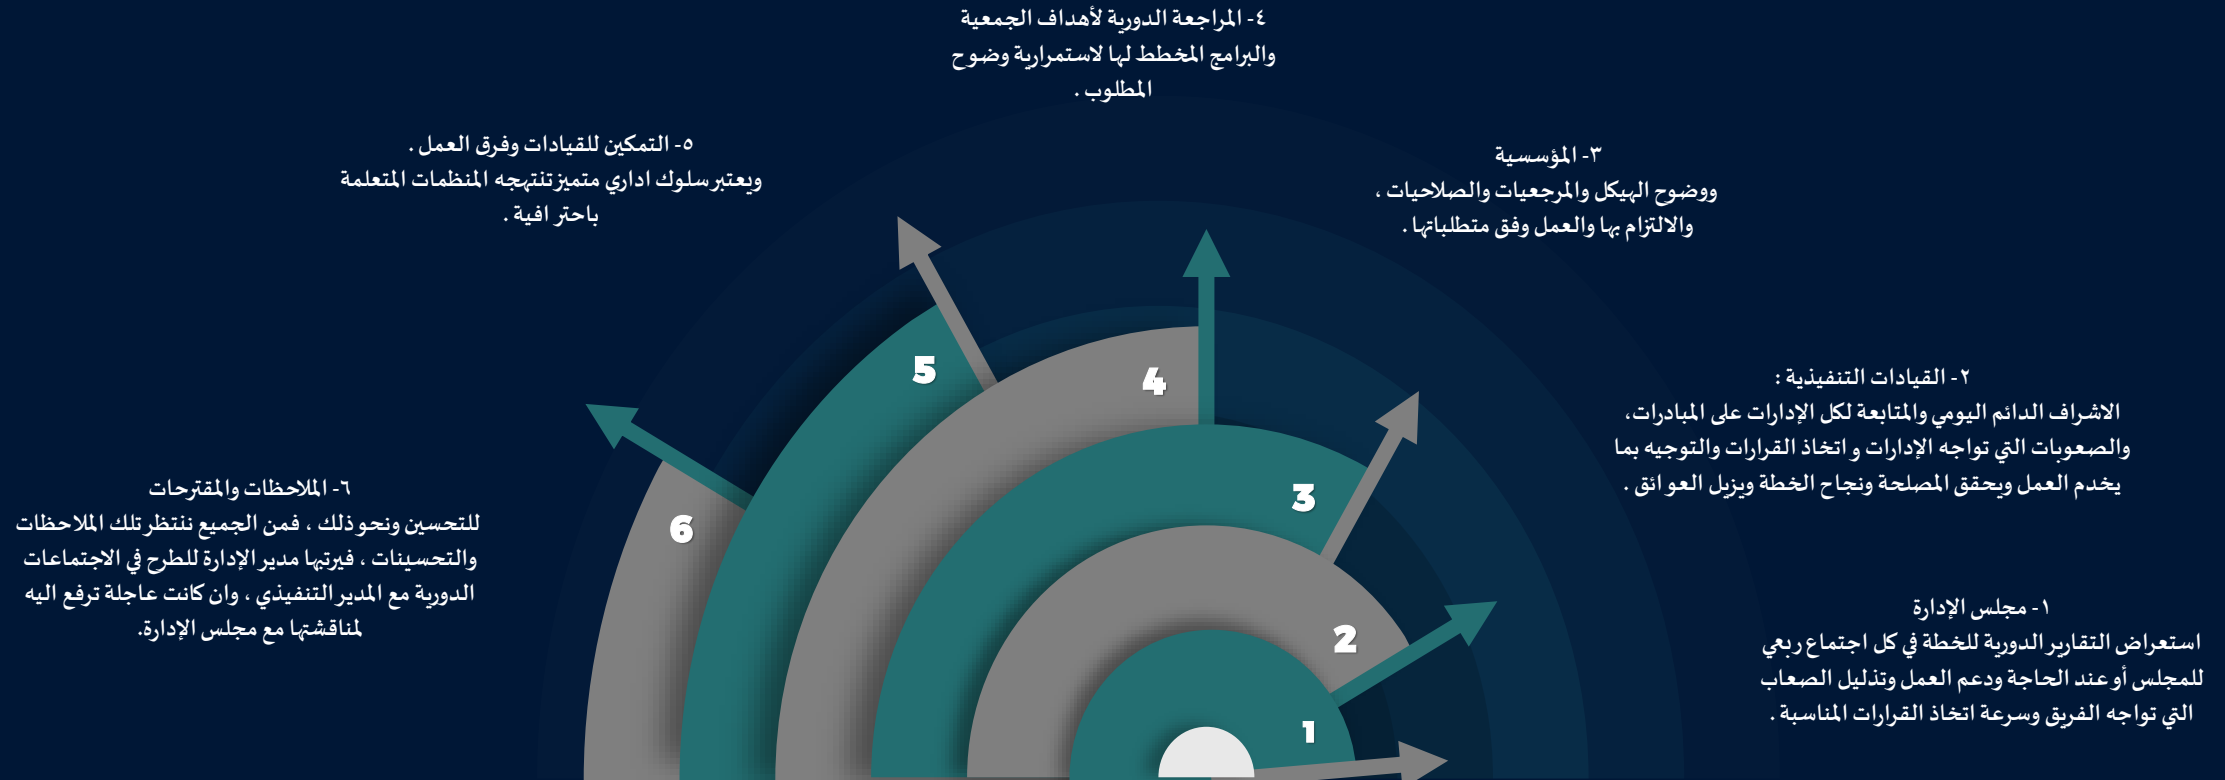 ١- مجلس الإدارة
استعراض التقارير الدورية للخطة في كل اجتماع ربعي
للمجلس أو عند الحاجة ودعم العمل وتذليل الصعاب
التي تواجه الفريق وسرعة اتخاذ القرارات المناسبة .
٢- القيادات التنفيذية :
الاشراف الدائم اليومي والمتابعة لكل الإدارات على المبادرات،
والصعوبات التي تواجه الإدارات و اتخاذ القرارات والتوجيه بما
يخدم العمل ويحقق المصلحة ونجاح الخطة ويزيل العوائق .
٣- المؤسسية
ووضوح الهيكل والمرجعيات والصلاحيات ،
والالتزام بها والعمل وفق متطلباتها .
٤- المراجعة الدورية لأهداف الجمعية
والبرامج المخطط لها لاستمرارية وضوح
المطلوب .
٥- التمكين للقيادات وفرق العمل .
ويعتبر سلوك اداري متميز تنتهجه المنظمات المتعلمة
باحترافية .
٦- الملاحظات والمقترحات
للتحسين ونحو ذلك ، فمن الجميع ننتظر تلك الملاحظات
والتحسينات ، فيرتبها مدير الإدارة للطرح في الاجتماعات
الدورية مع المدير التنفيذي ، وان كانت عاجلة ترفع اليه
لمناقشتها مع مجلس الإدارة.
1
2
3
4
5
6